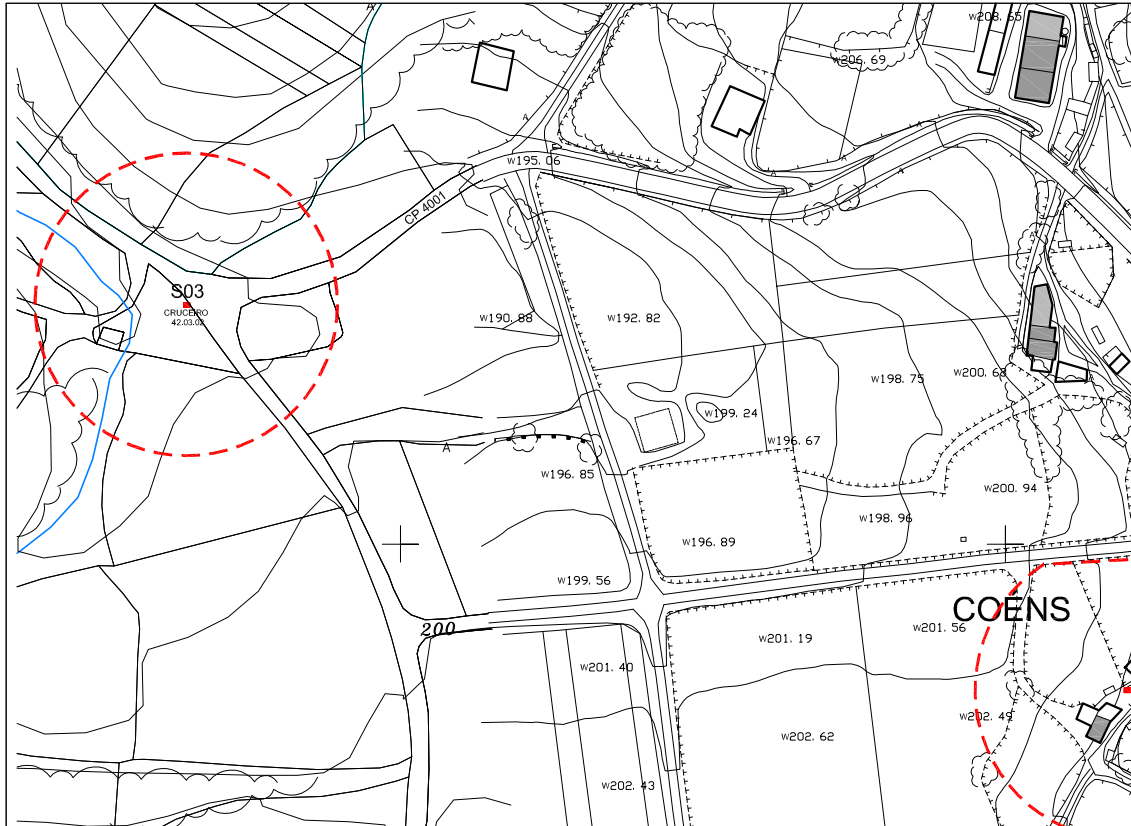 w208. 65
A
w206. 69
A
w195. 06
A
A
A
A
CP 4001
A
S03
CRUCEIRO
42.03.02
w190. 88
w192. 82
w198. 75
w200. 68
w199. 24
w196. 67
A
w196. 85
w200. 94
w198. 96
w196. 89
w199. 56
COENS
200
w201. 19
w201. 56
w201. 40
w202. 49
w202. 62
w202. 43